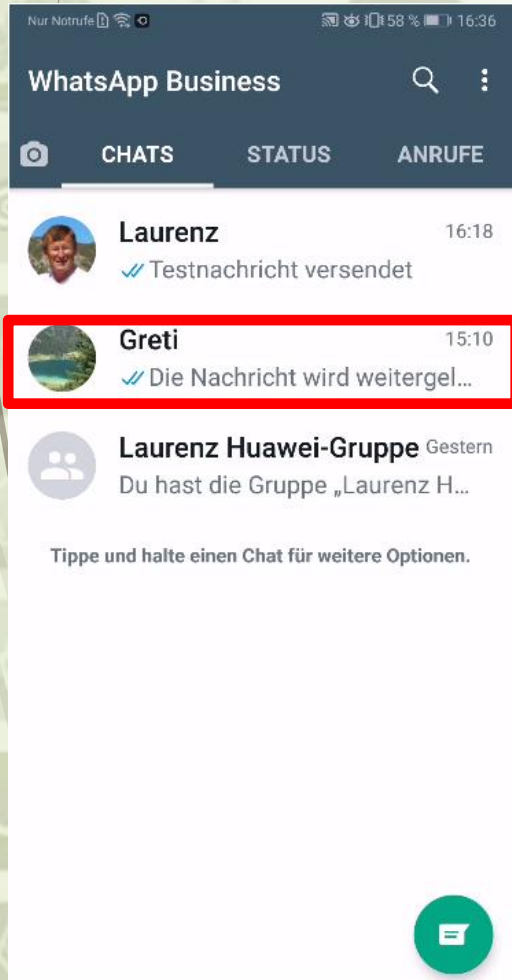 Nur Notrufe 58 % 16:36
WhatsApp Business
CHATS STATUS ANRUFE
Laurenz 16:18
Testnachricht versendet
Greti 15:10
Die Nachricht wird weitergel...
Laurenz Huawei-Gruppe Gestern
Du hast die Gruppe „Laurenz H...
Tippe und halte einen Chat für weitere Optionen.